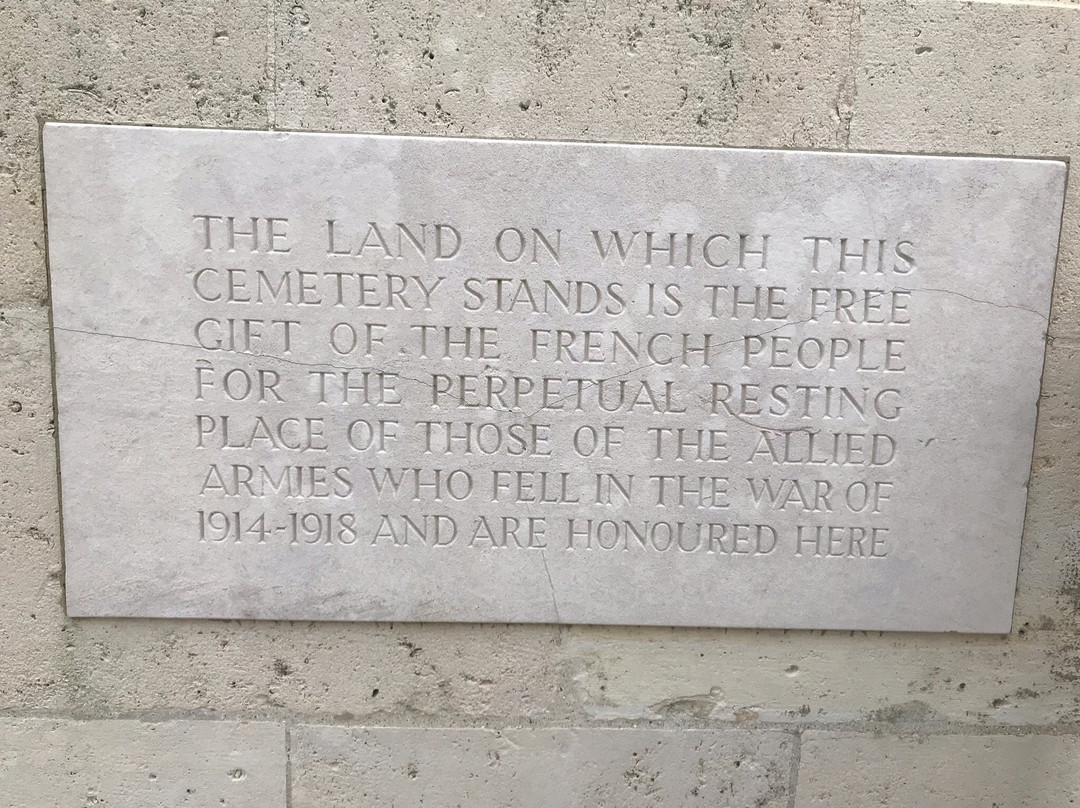 THE LAND ON WHICH THIS
CEMETERY STANDS IS THE FREE
GIFT OF THE FRENCH PEOPLE
FOR THE PERPETUAL RESTING
PLACE OF THOSE OF THE ALLIED
ARMIES WHO FELL IN THE WAR OF
1914-1918 AND ARE HONOURED HERE